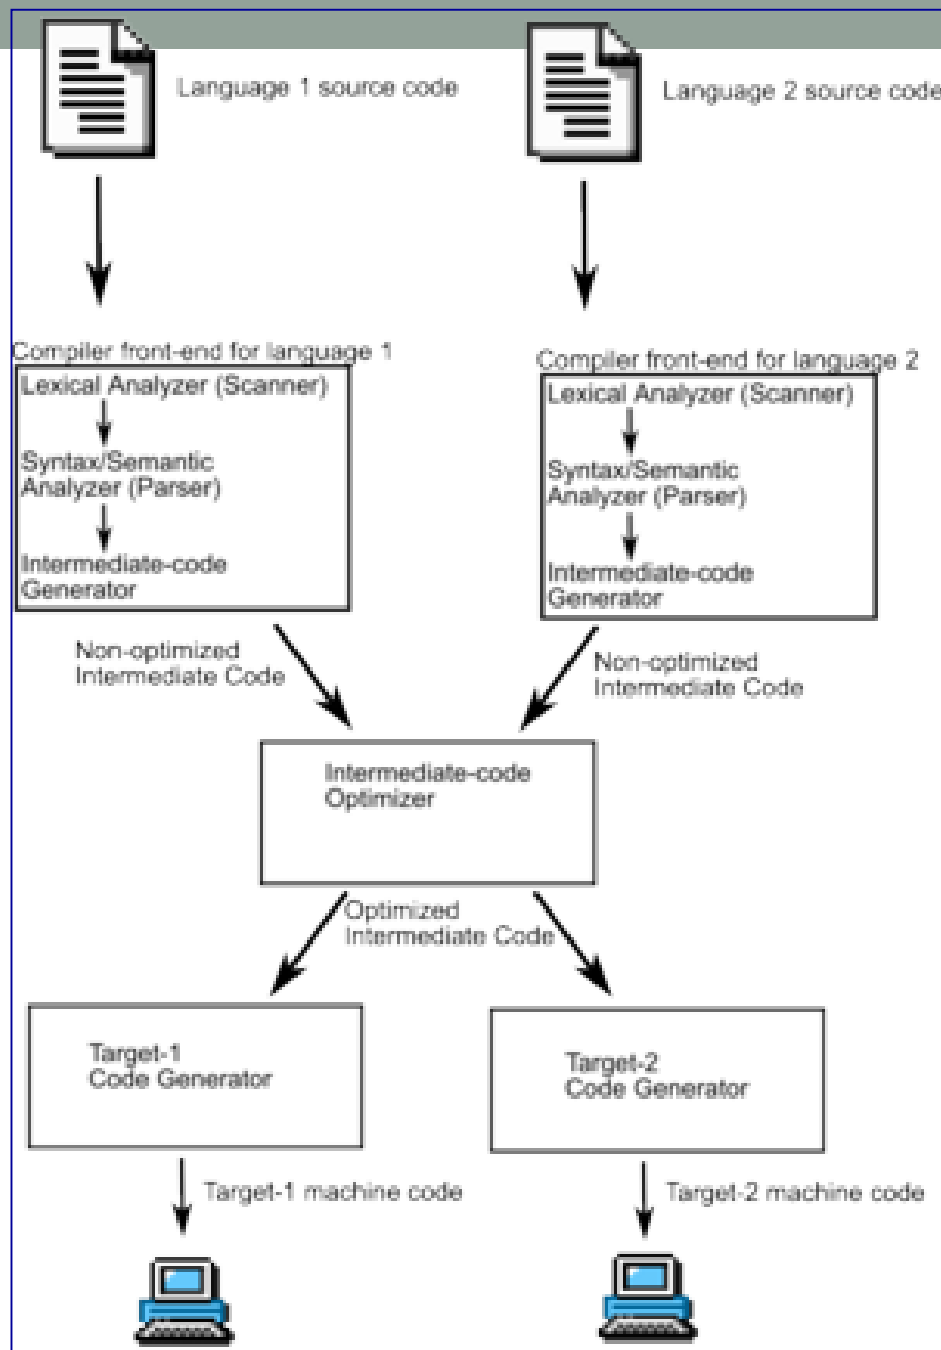 Language 1 source code
Language 2 source code
Compiler front-end for language 1
Lexical Analyzer (Scanner)
Syntax/Semantic
Analyzer (Parser)
Intermediate-code
Generator
Compiler front-end for language 2
Lexical Analyzer (Scanner)
Syntax/Semantic
Analyzer (Parser)
Intermediate-code
Generator
Non-optimized
Intermediate Code
Non-optimized
Intermediate Code
Intermediate-code
Optimizer
Optimized
Intermediate Code
Target-1
Code Generator
Target-2
Code Generator
Target-1 machine code
Target-2 machine code